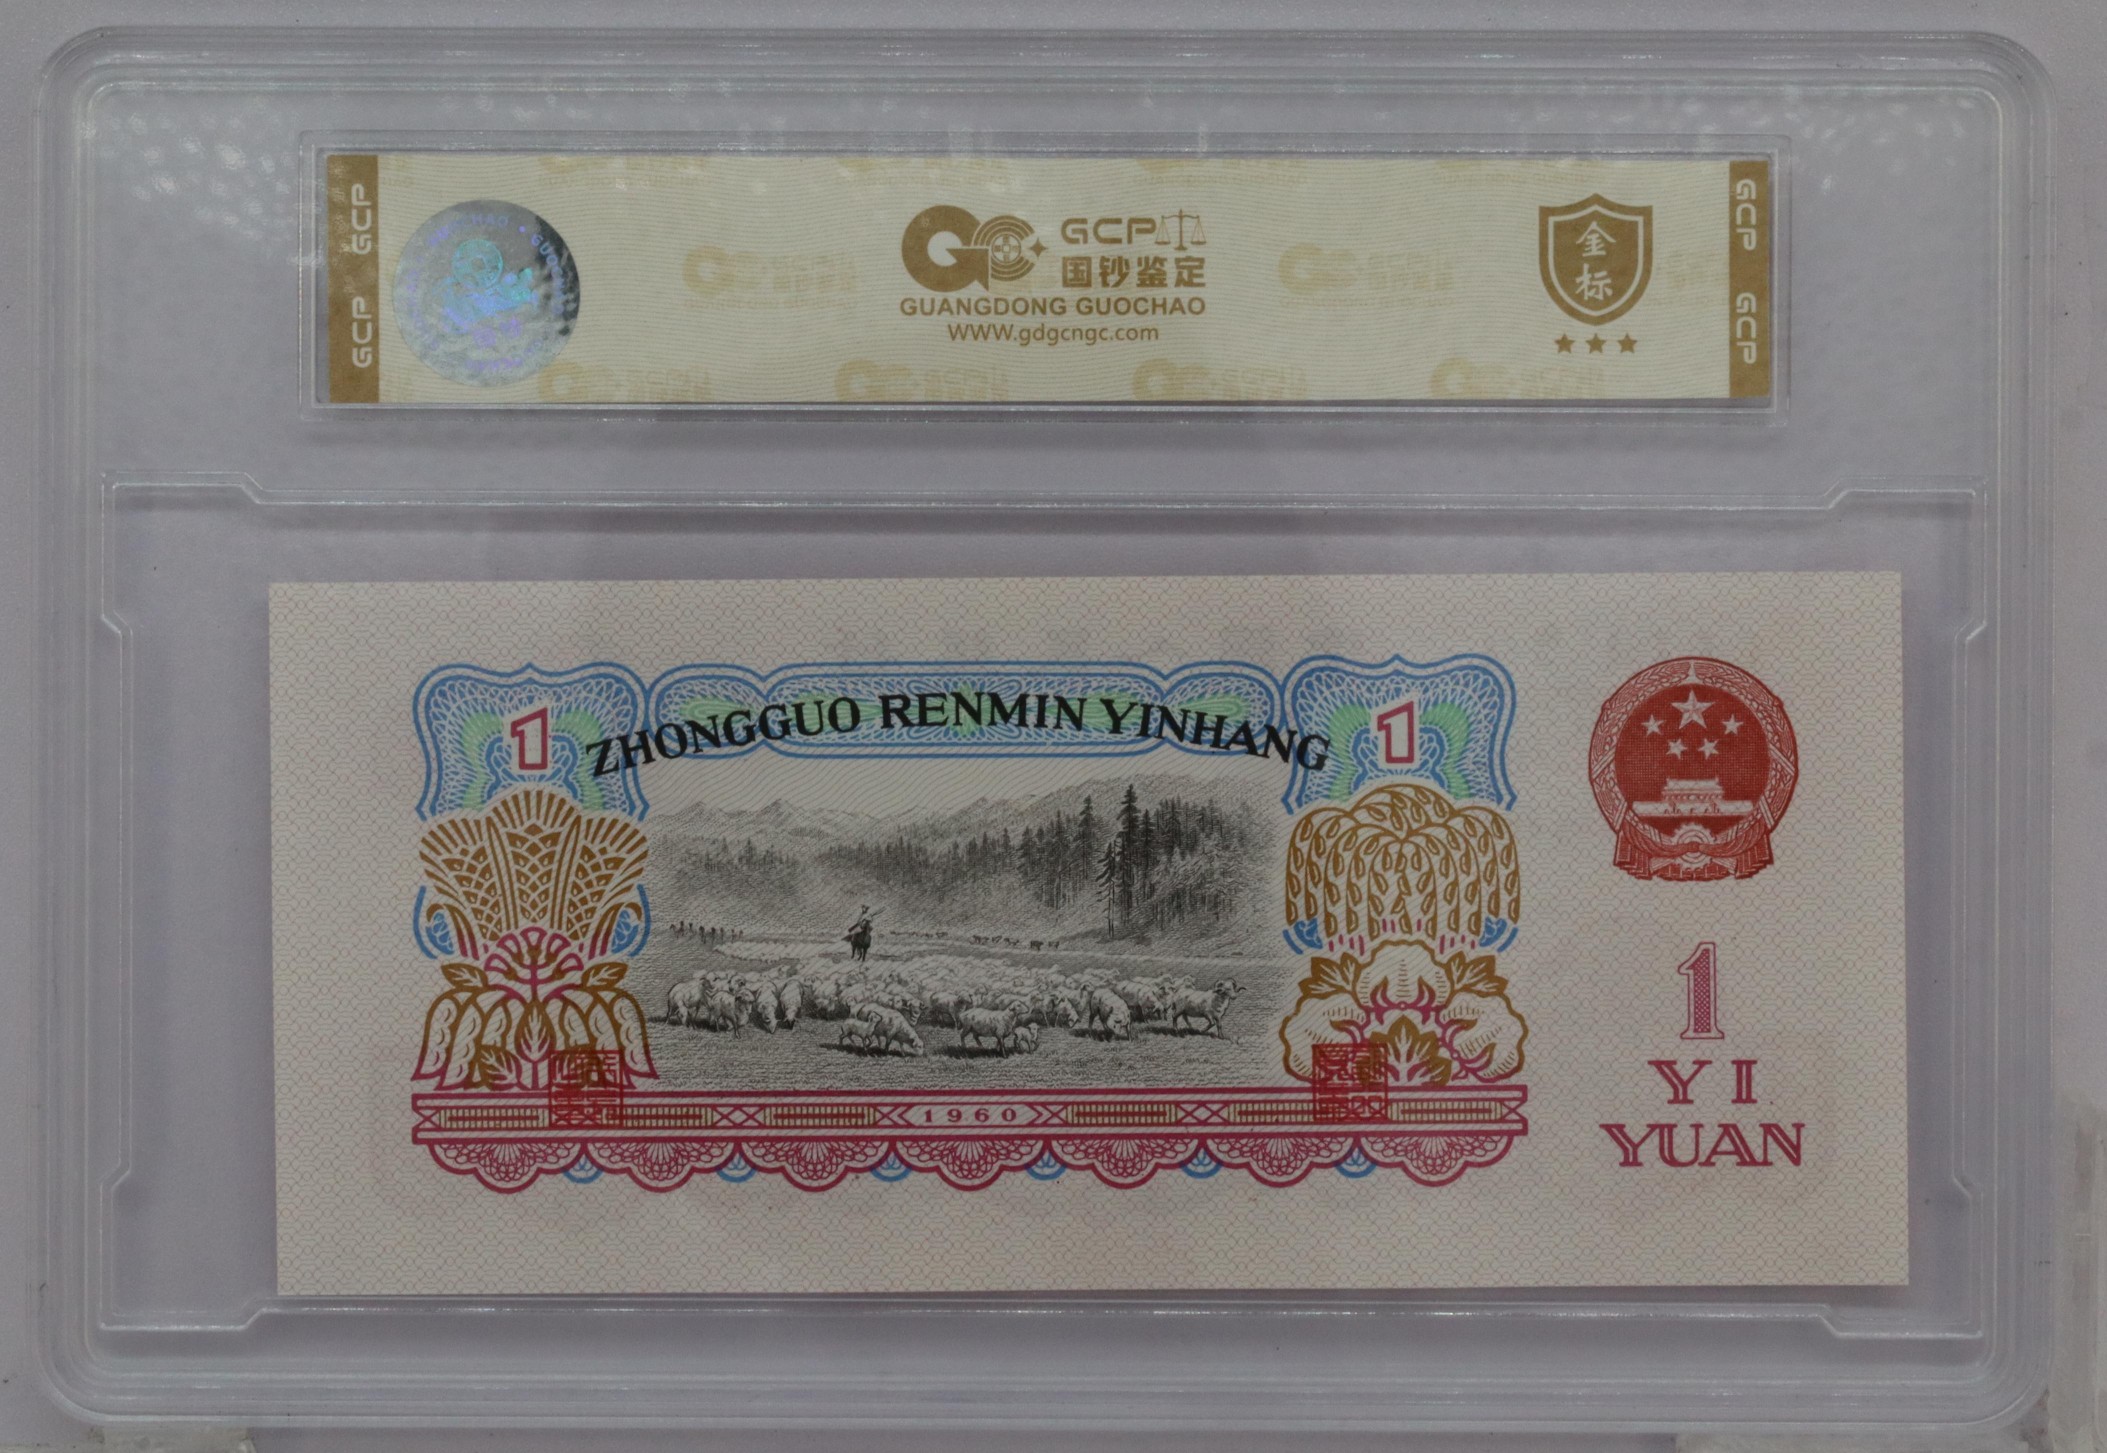 GCP GCP
GCP
国钞鉴定
GUANGDONG GUOCHAO
WWW.gdgcngc.com
金标
GCP GCP
ZHONGGUO RENMIN YINHANG
1
1
1960
1
YI
YUAN